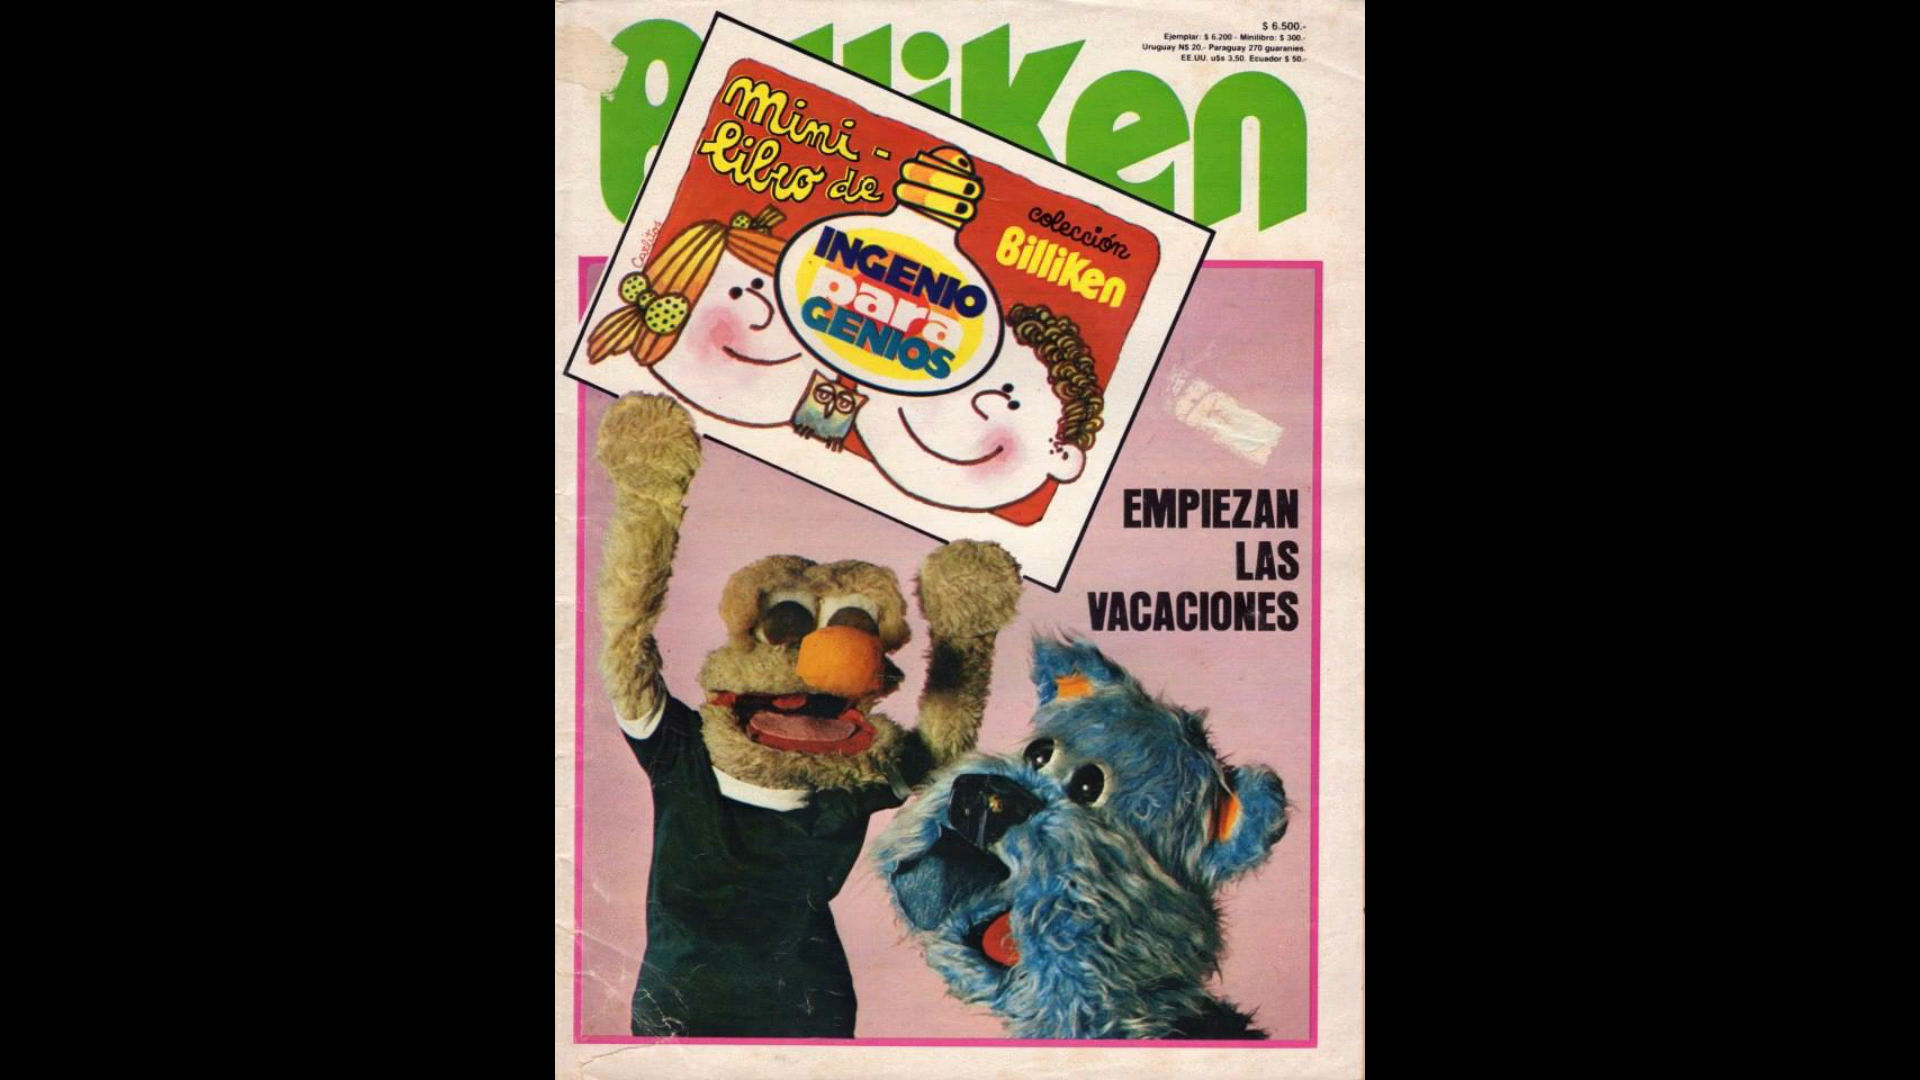 Billiken
$ 6.500.-
Ejemplar: $ 6.200 - Minilibro: $ 300.-
Uruguay N$ 20.- Paraguay 270 guaraníes.
EE.UU. u$s 3,50. Ecuador $ 50.-
mini-
libro de
colección
Billiken
INGENIO
para
GENIOS
Carlitos
EMPIEZAN
LAS
VACACIONES